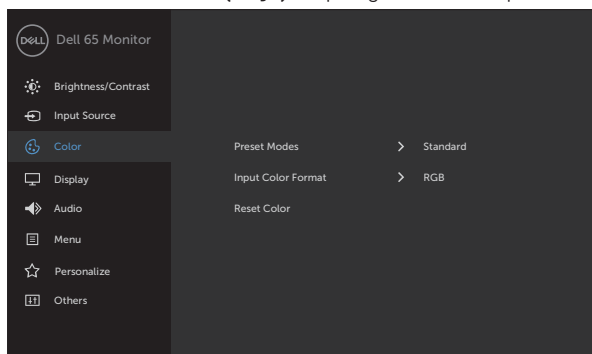 DELL Dell 65 Monitor
Brightness/Contrast
Input Source
Color
Preset Modes > Standard
Display
Input Color Format > RGB
Audio
Reset Color
Menu
Personalize
Others